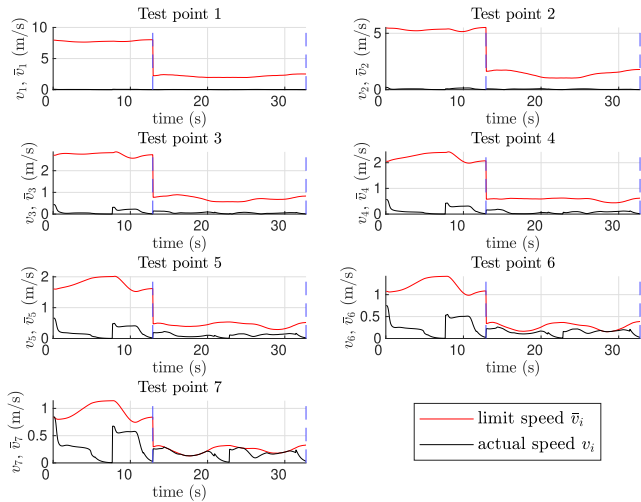 Test point 1
Test point 2
10
5
0
v₁, v̄₁ (m/s)
0
10
20
30
time (s)
5
0
v₂, v̄₂ (m/s)
0
10
20
30
time (s)
Test point 3
Test point 4
2
1
0
v₃, v̄₃ (m/s)
0
10
20
30
time (s)
2
1
0
v₄, v̄₄ (m/s)
0
10
20
30
time (s)
Test point 5
Test point 6
2
1
0
v₅, v̄₅ (m/s)
0
10
20
30
time (s)
1
0.5
0
v₆, v̄₆ (m/s)
0
10
20
30
time (s)
Test point 7
1
0.5
0
v₇, v̄₇ (m/s)
0
10
20
30
time (s)
limit speed v̄ᵢ
actual speed vᵢ